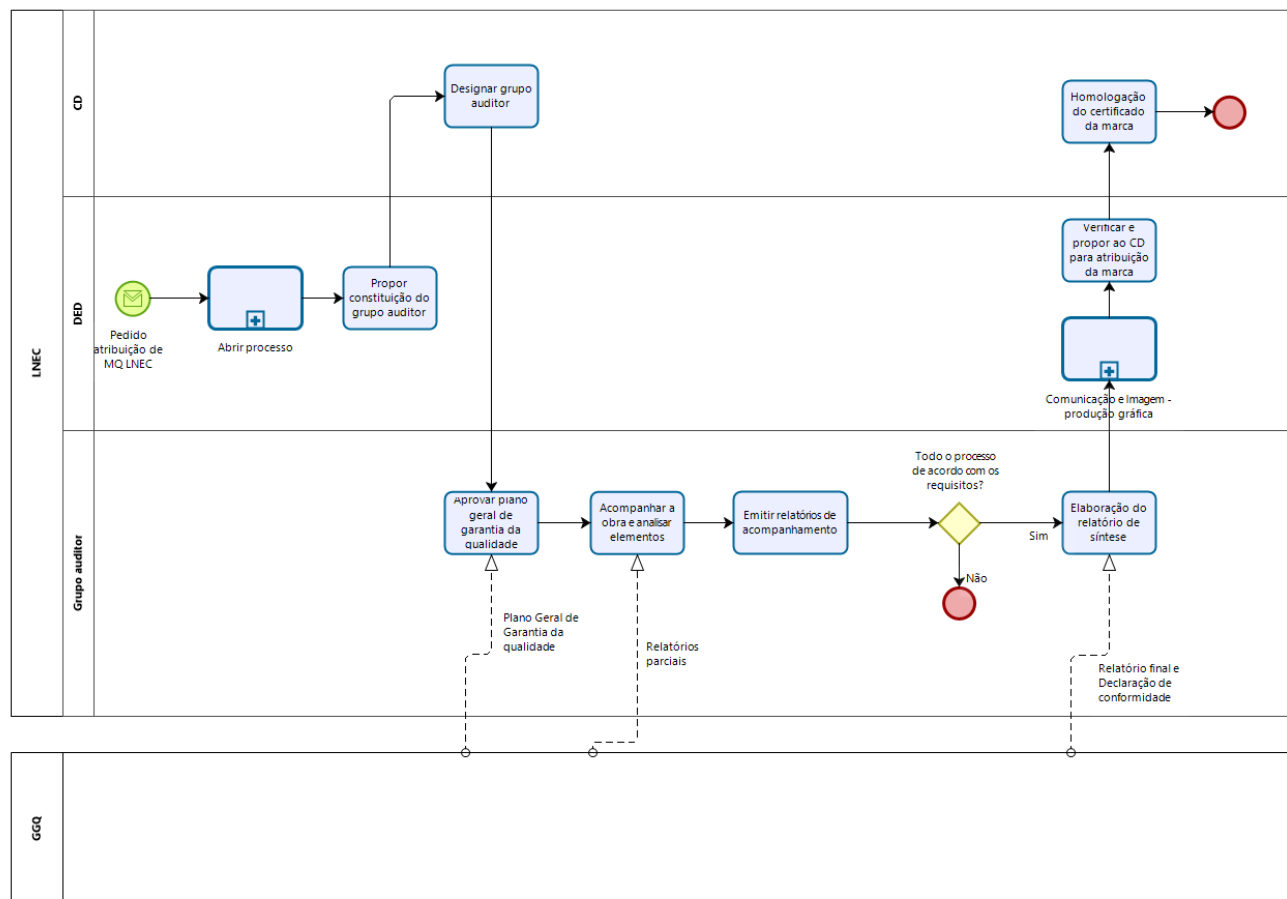 LNEC
CD
Designar grupo
auditor
Homologação
do certificado
da marca
DED
Pedido
atribuição de
MQ LNEC
Abrir processo
Propor
constituição do
grupo auditor
Verificar e
propor ao CD
para atribuição
da marca
Comunicação e Imagem -
produção gráfica
Grupo auditor
Aprovar plano
geral de
garantia da
qualidade
Acompanhar a
obra e analisar
elementos
Emitir relatórios de
acompanhamento
Todo o processo
de acordo com os
requisitos?
Sim
Não
Elaboração do
relatório de
síntese
Plano Geral de
Garantia da
qualidade
Relatórios
parciais
Relatório final e
Declaração de
conformidade
GGQ